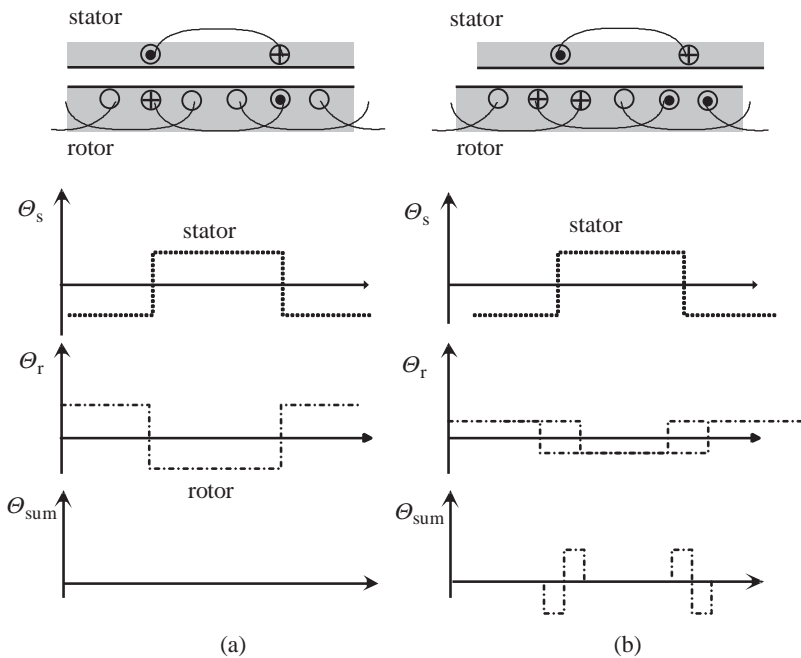 stator
stator
rotor
rotor
Θs
stator
Θs
stator
Θr
rotor
Θr
Θsum
Θsum
(a)
(b)